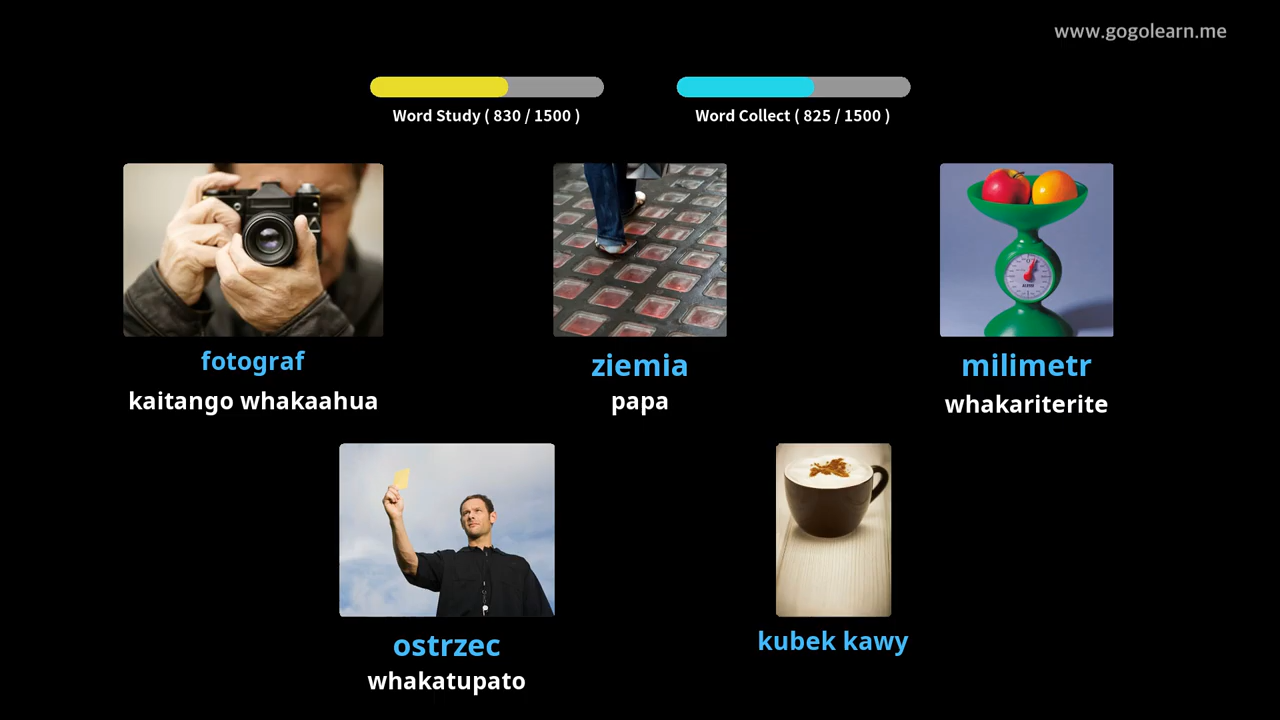 www.gogolearn.me
Word Study ( 830 / 1500 )
Word Collect ( 825 / 1500 )
fotograf
kaitango whakaahua
ziemia
papa
milimetr
whakariterite
ostrzec
whakatupato
kubek kawy